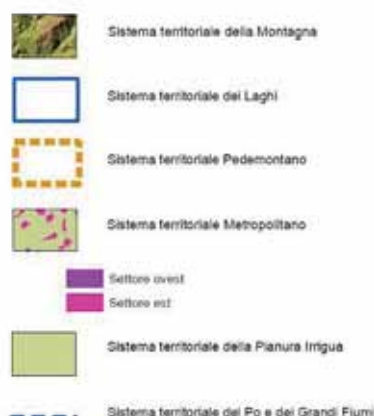 Sistema territoriale della Montagna
Sistema territoriale dei Laghi
Sistema territoriale Pedemontano
Sistema territoriale Metropolitano
Settore ovest
Settore est
Sistema territoriale della Pianura Irrigua
Sistema territoriale del Po e dei Grandi Fiumi